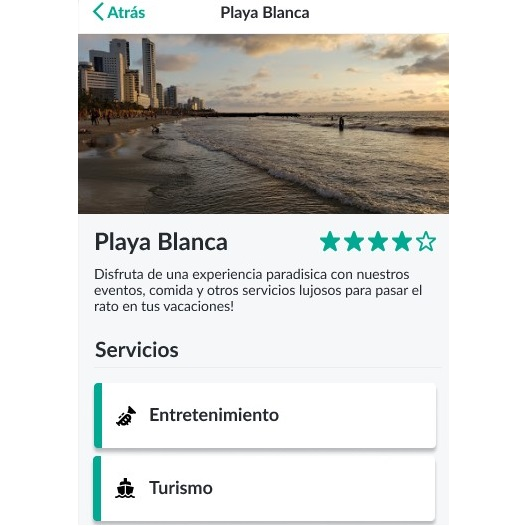 Atrás
Playa Blanca
Playa Blanca
Disfruta de una experiencia paradisica con nuestros
eventos, comida y otros servicios lujosos para pasar el
rato en tus vacaciones!
Servicios
Entretenimiento
Turismo